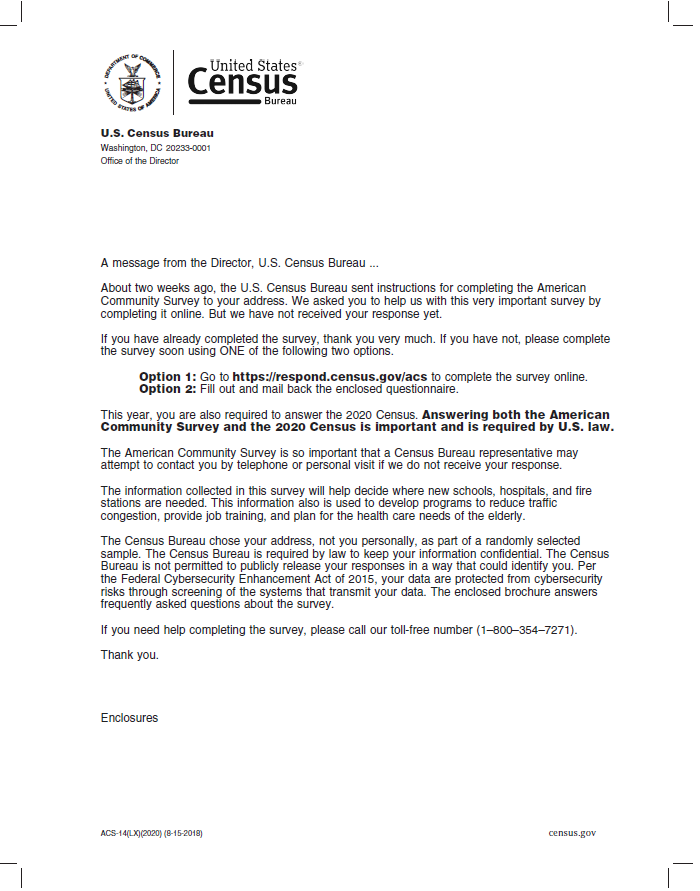 DEPARTMENT OF COMMERCE
UNITED STATES OF AMERICA
United States®
Census
Bureau
U.S. Census Bureau
Washington, DC 20233-0001
Office of the Director
A message from the Director, U.S. Census Bureau ...
About two weeks ago, the U.S. Census Bureau sent instructions for completing the American
Community Survey to your address. We asked you to help us with this very important survey by
completing it online. But we have not received your response yet.
If you have already completed the survey, thank you very much. If you have not, please complete
the survey soon using ONE of the following two options.
Option 1: Go to https://respond.census.gov/acs to complete the survey online.
Option 2: Fill out and mail back the enclosed questionnaire.
This year, you are also required to answer the 2020 Census. Answering both the American
Community Survey and the 2020 Census is important and is required by U.S. law.
The American Community Survey is so important that a Census Bureau representative may
attempt to contact you by telephone or personal visit if we do not receive your response.
The information collected in this survey will help decide where new schools, hospitals, and fire
stations are needed. This information also is used to develop programs to reduce traffic
congestion, provide job training, and plan for the health care needs of the elderly.
The Census Bureau chose your address, not you personally, as part of a randomly selected
sample. The Census Bureau is required by law to keep your information confidential. The Census
Bureau is not permitted to publicly release your responses in a way that could identify you. Per
the Federal Cybersecurity Enhancement Act of 2015, your data are protected from cybersecurity
risks through screening of the systems that transmit your data. The enclosed brochure answers
frequently asked questions about the survey.
If you need help completing the survey, please call our toll-free number (1–800–354–7271).
Thank you.
Enclosures
ACS-14(LX)(2020) (8-15-2018)
census.gov